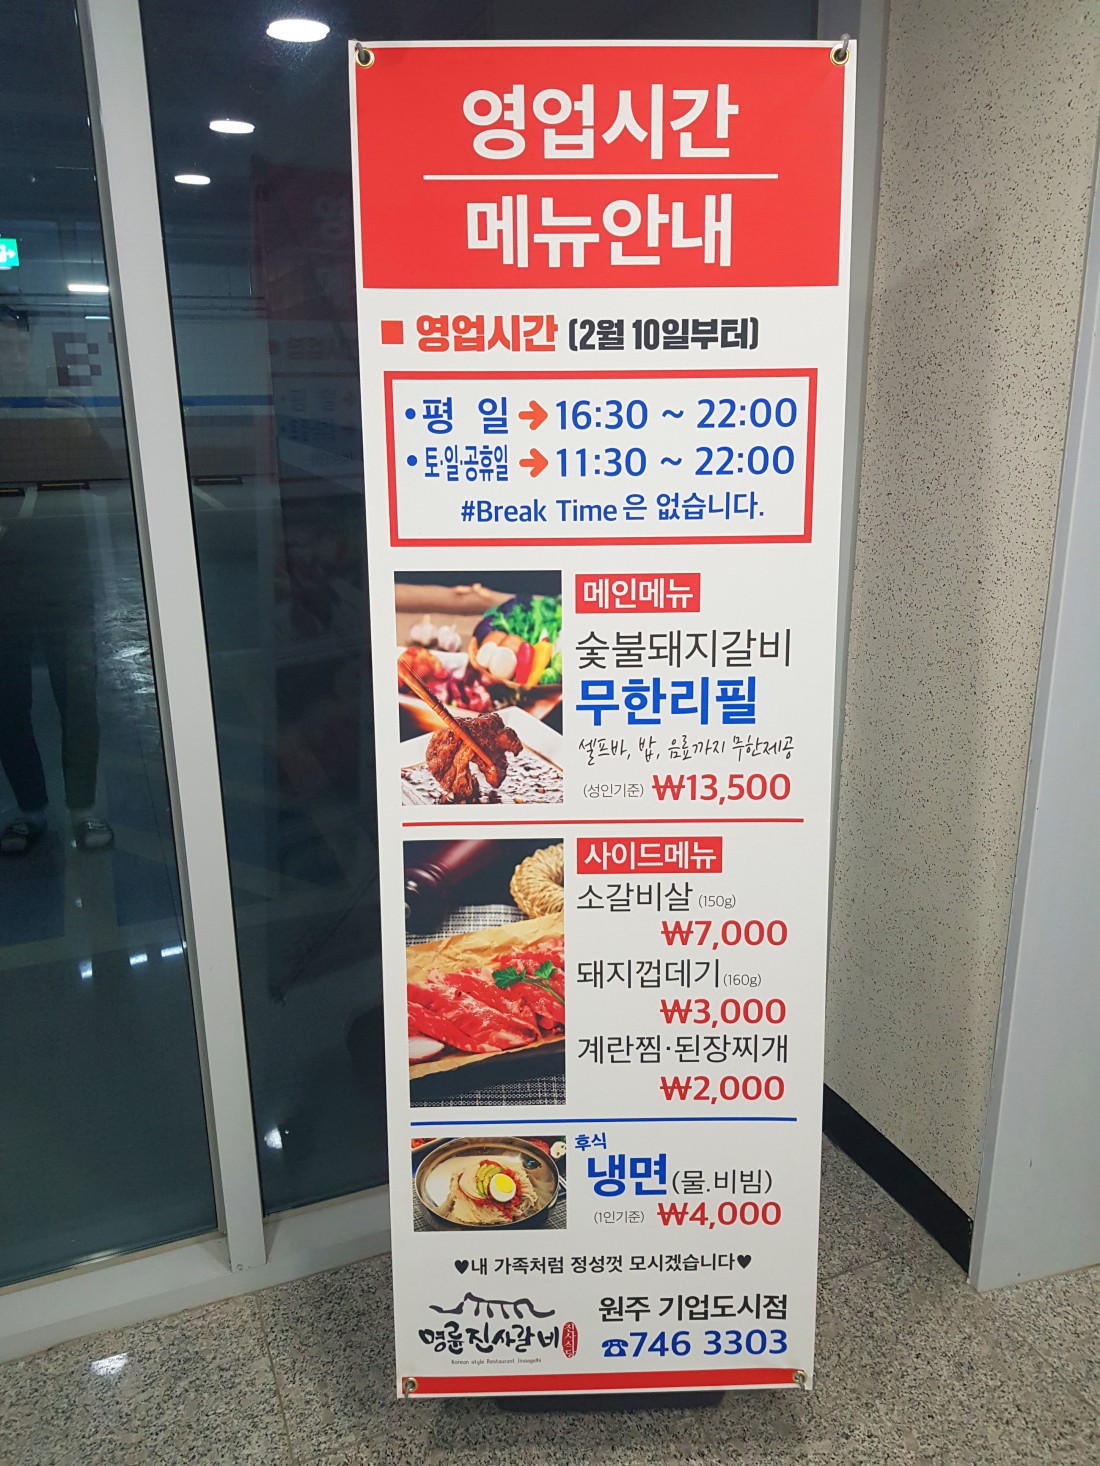 영업시간
메뉴안내
■ 영업시간 (2월 10일부터)
•평 일 ➔ 16:30 ~ 22:00
•토·일·공휴일 ➔ 11:30 ~ 22:00
#Break Time은 없습니다.
메인메뉴
숯불돼지갈비
무한리필
셀프바, 밥, 음료까지 무한제공
(성인기준) ₩13,500
사이드메뉴
소갈비살 (150g)
₩7,000
돼지껍데기 (160g)
₩3,000
계란찜·된장찌개
₩2,000
후식
냉면 (물.비빔)
(1인기준) ₩4,000
♥내 가족처럼 정성껏 모시겠습니다♥
명륜진사갈비
Korean style Restaurant
원주 기업도시점
☎746 3303